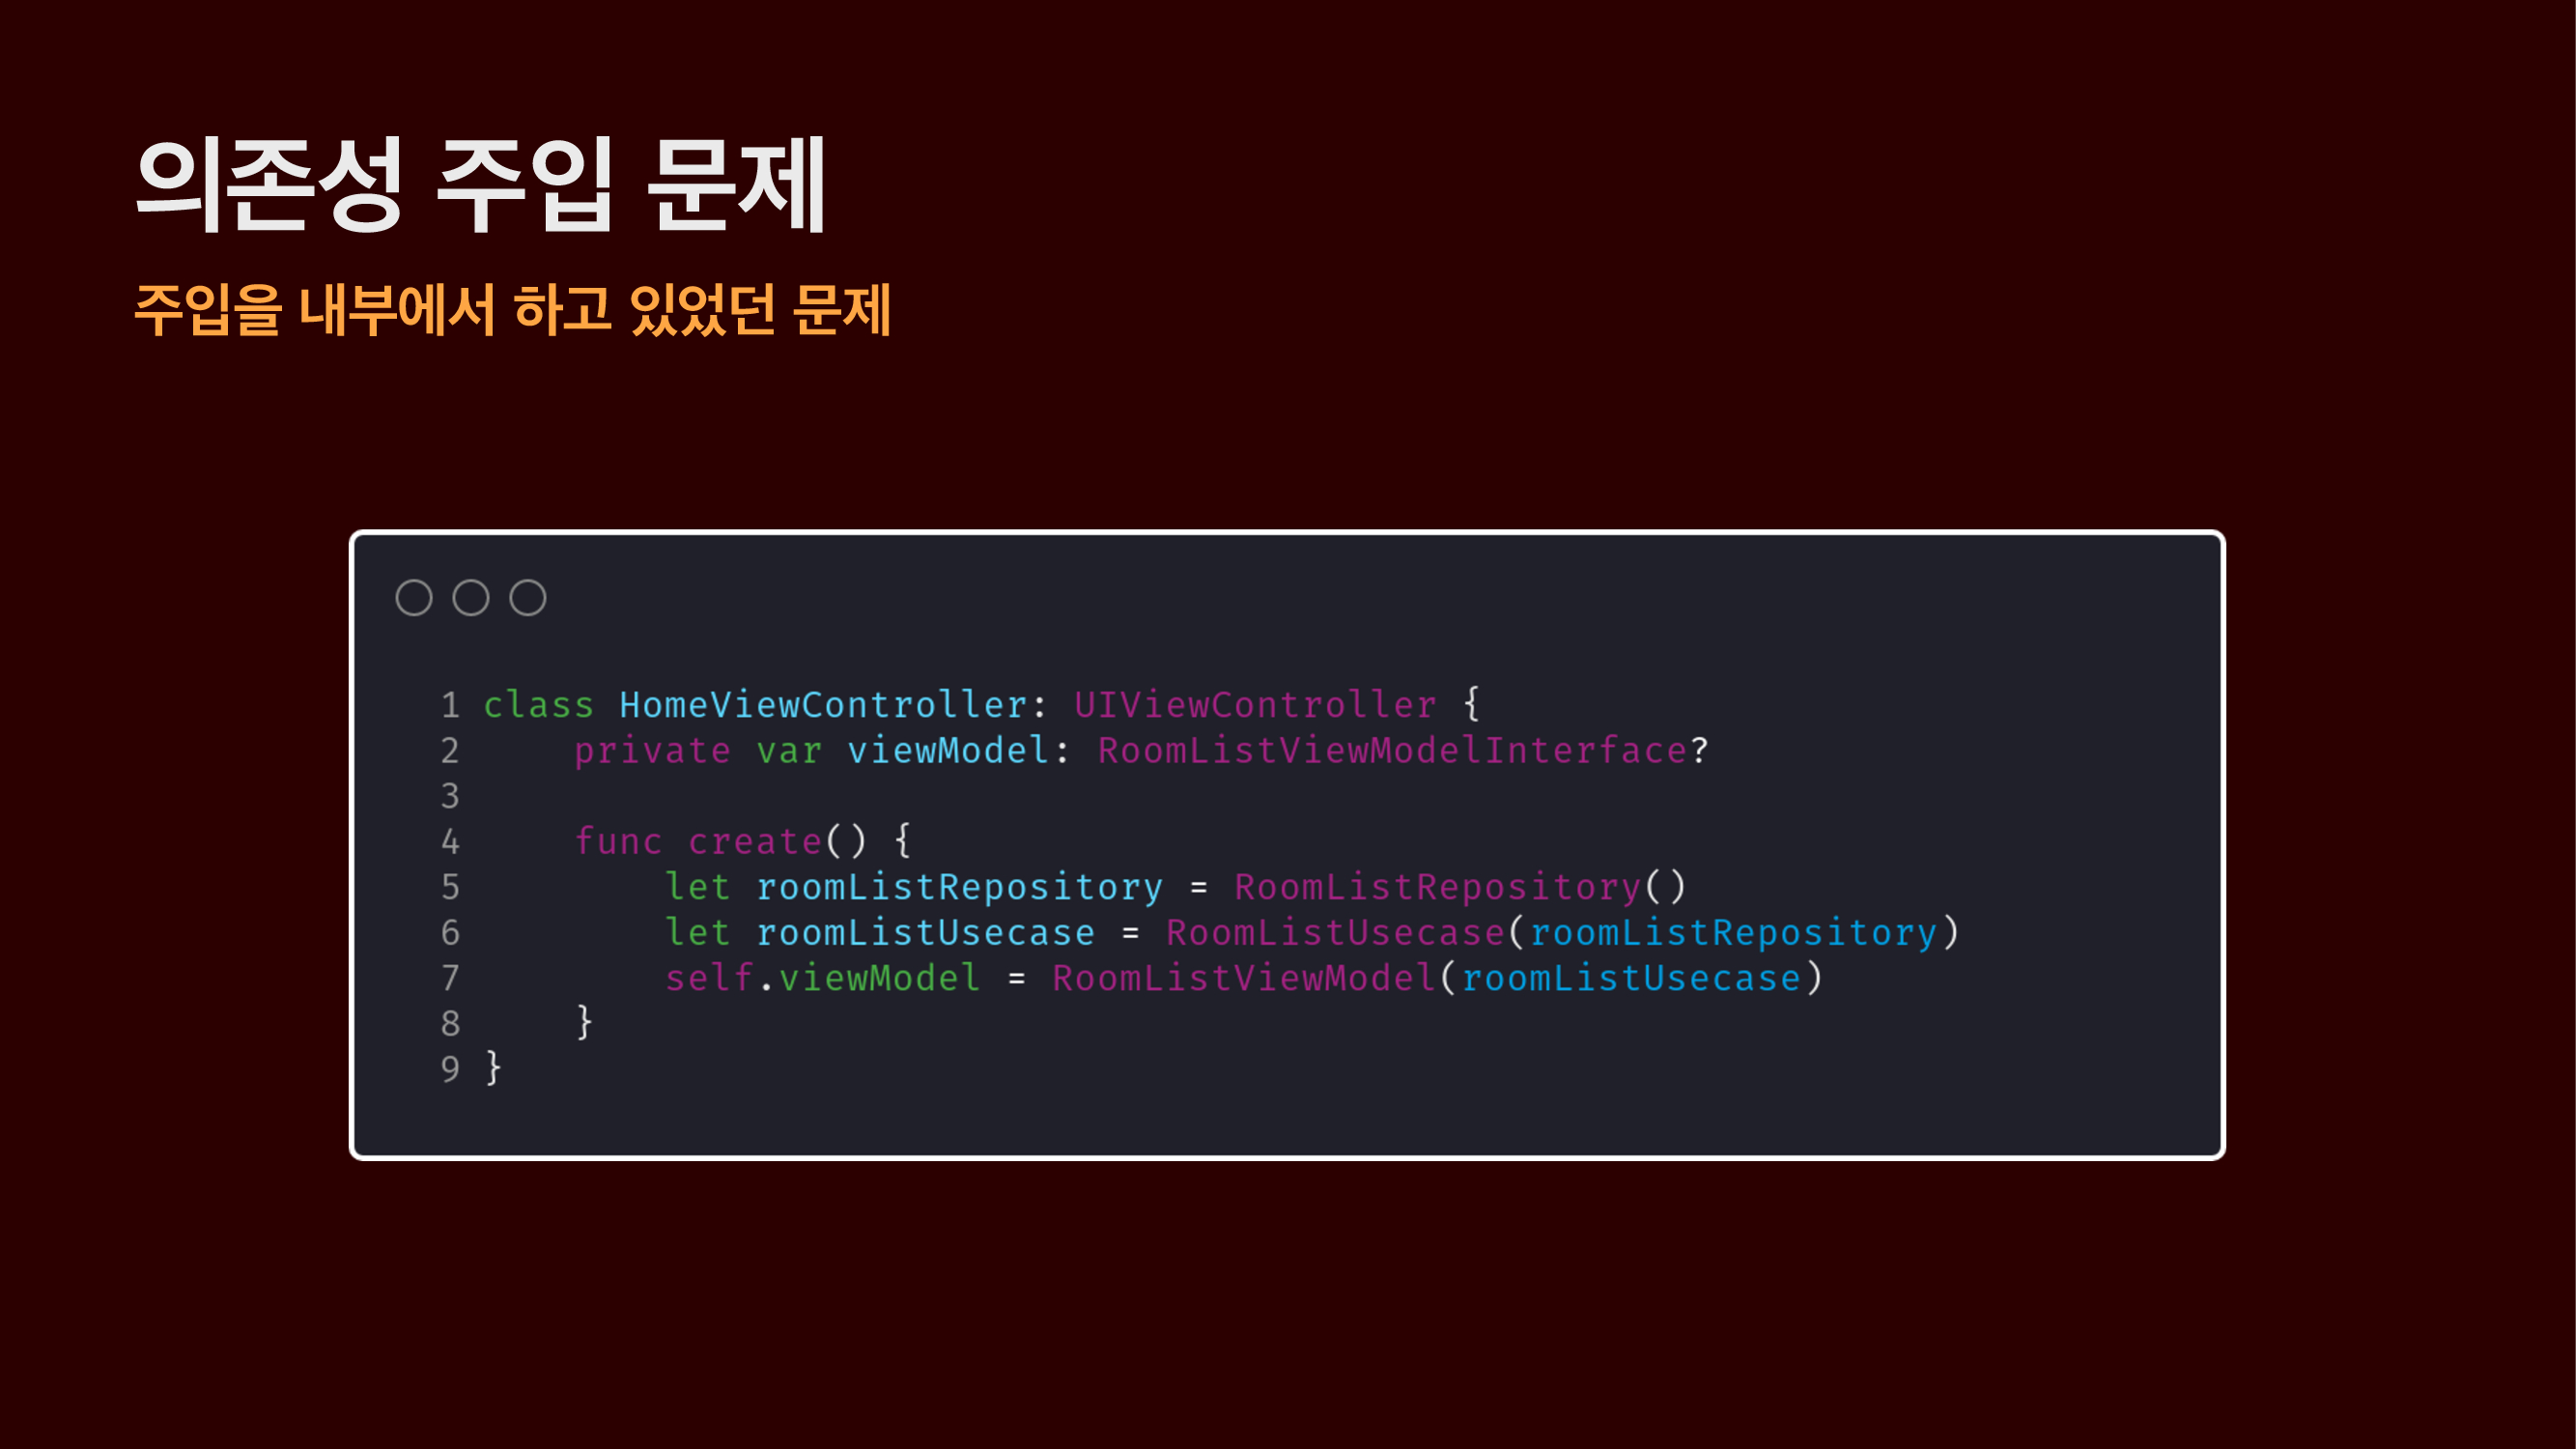 의존성 주입 문제
주입을 내부에서 하고 있었던 문제
1 class HomeViewController: UIViewController {
2     private var viewModel: RoomListViewModelInterface?
3
4     func create() {
5         let roomListRepository = RoomListRepository()
6         let roomListUsecase = RoomListUsecase(roomListRepository)
7         self.viewModel = RoomListViewModel(roomListUsecase)
8     }
9 }